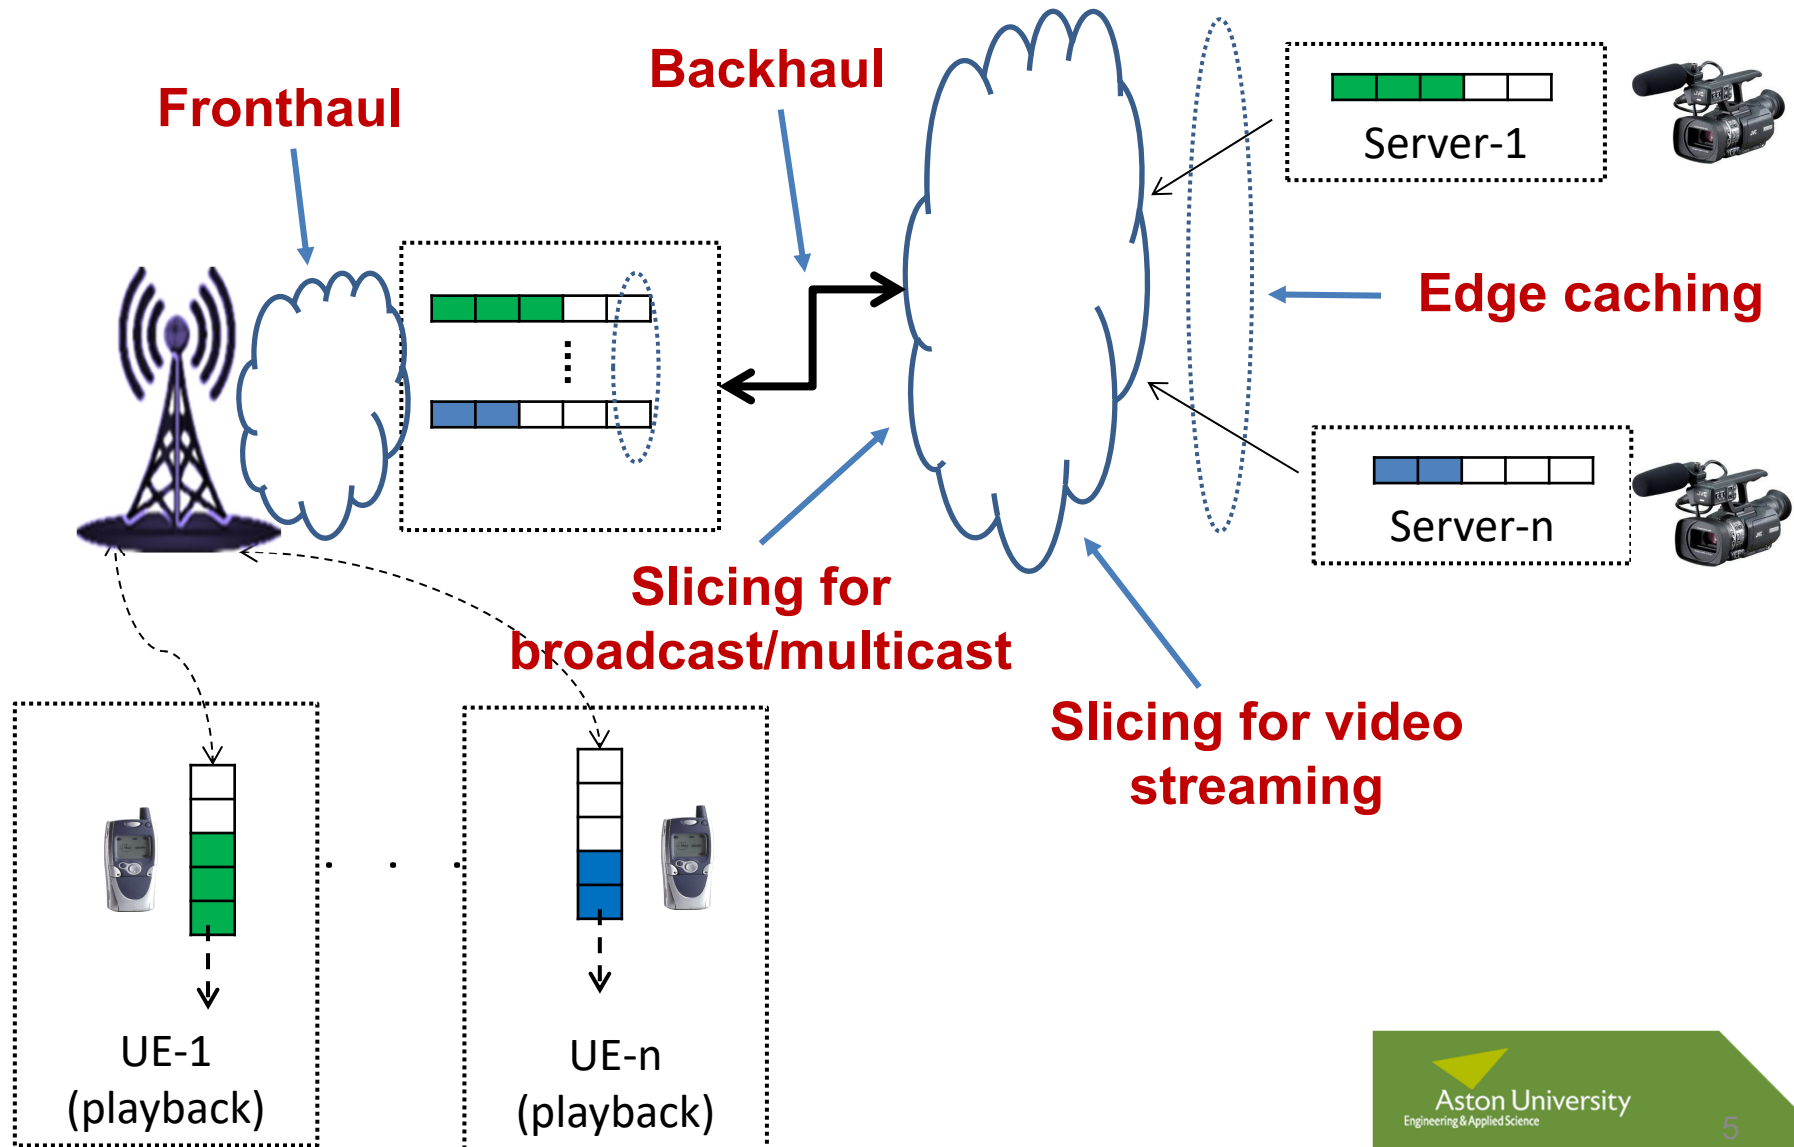 Backhaul
Fronthaul
Server-1
Edge caching
Server-n
Slicing for
broadcast/multicast
Slicing for video
streaming
UE-1
(playback)
. . .
UE-n
(playback)
Aston University
Engineering & Applied Science
5